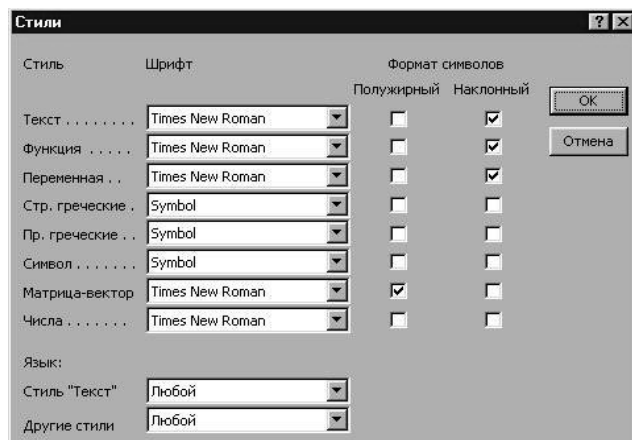 Стили
Стиль Шрифт Формат символов
Полужирный Наклонный
OK
Текст . . . . . . . . Times New Roman
Отмена
Функция . . . . . Times New Roman
Переменная . . Times New Roman
Стр. греческие . Symbol
Пр. греческие . . Symbol
Символ . . . . . . . Symbol
Матрица-вектор Times New Roman
Числа . . . . . . . Times New Roman
Язык:
Стиль "Текст" Любой
Другие стили Любой